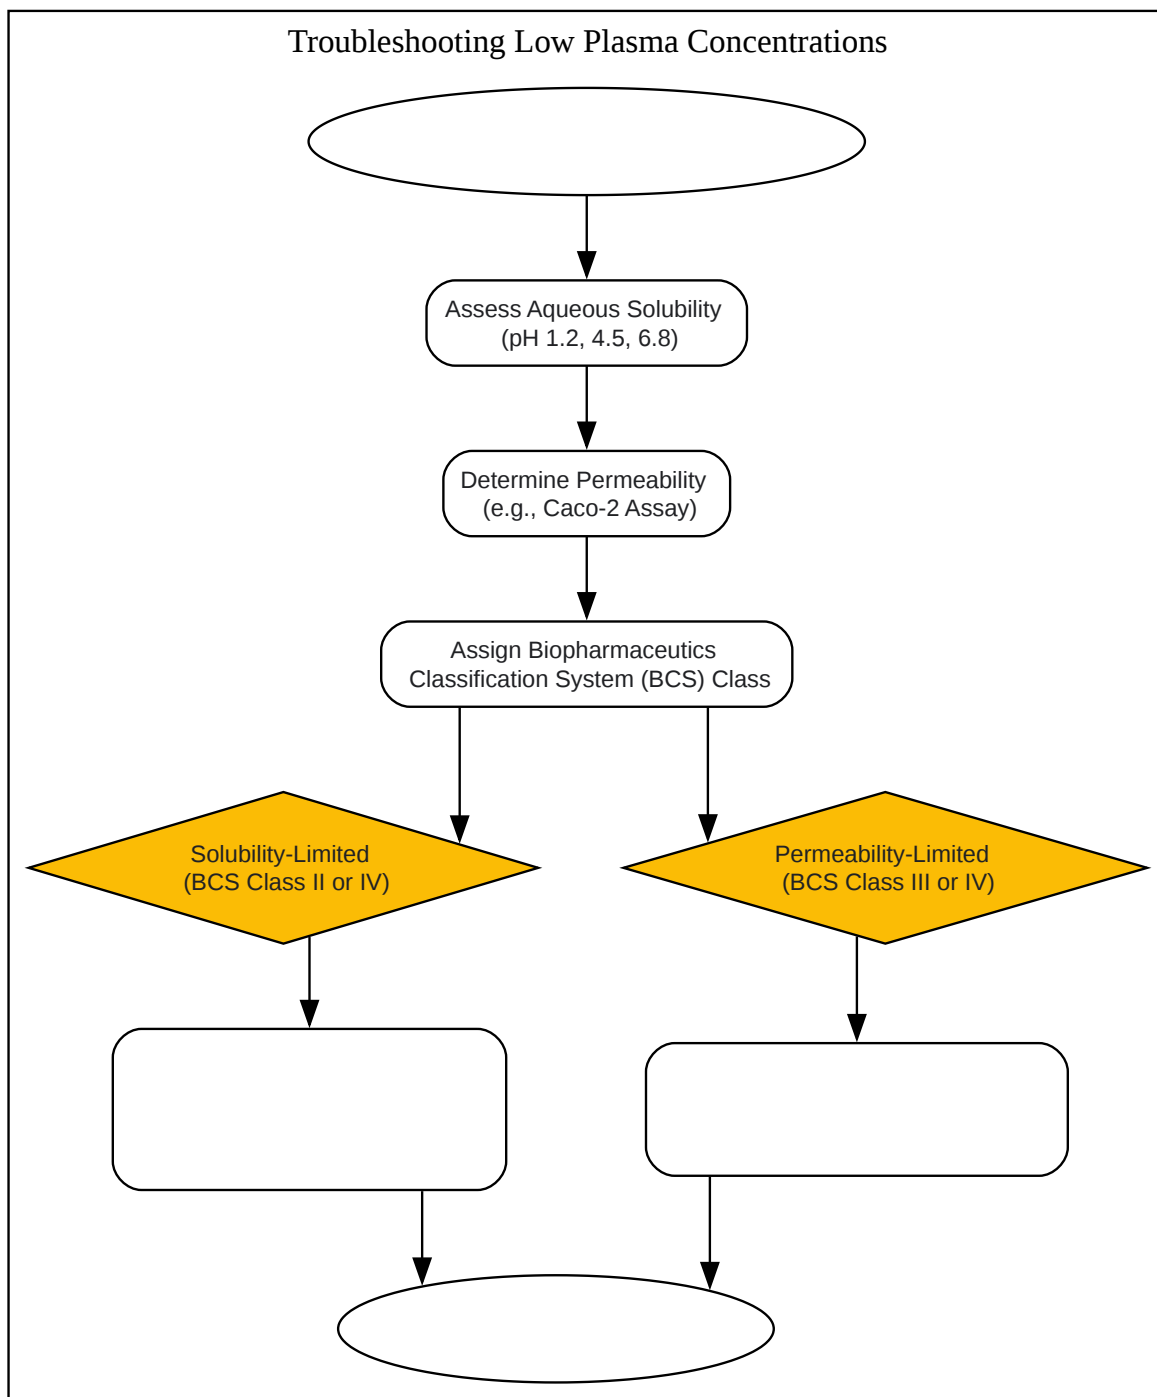 Troubleshooting Low Plasma Concentrations
Assess Aqueous Solubility
(pH 1.2, 4.5, 6.8)
Determine Permeability
(e.g., Caco-2 Assay)
Assign Biopharmaceutics
Classification System (BCS) Class
Solubility-Limited
(BCS Class II or IV)
Permeability-Limited
(BCS Class III or IV)